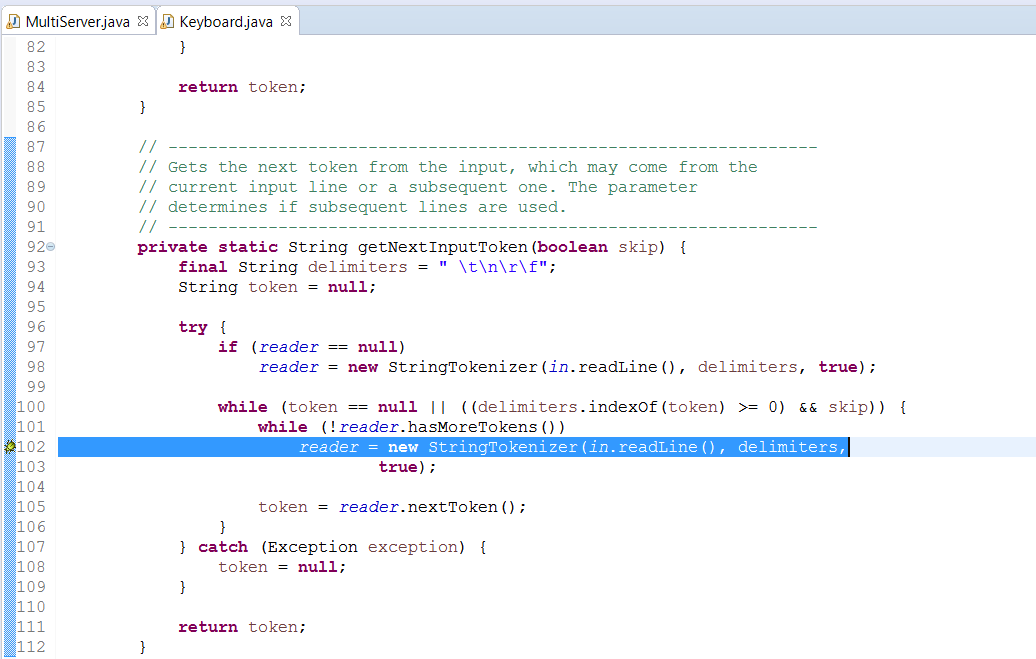 MultiServer.java Keyboard.java
82 }
83
84 return token;
85 }
86
87 // -----------------------------------------------------------------
88 // Gets the next token from the input, which may come from the
89 // current input line or a subsequent one. The parameter
90 // determines if subsequent lines are used.
91 // -----------------------------------------------------------------
92 private static String getNextInputToken(boolean skip) {
93 final String delimiters = " \t\n\r\f";
94 String token = null;
95
96 try {
97 if (reader == null)
98 reader = new StringTokenizer(in.readLine(), delimiters, true);
99
100 while (token == null || ((delimiters.indexOf(token) >= 0) && skip)) {
101 while (!reader.hasMoreTokens())
102 reader = new StringTokenizer(in.readLine(), delimiters,
103 true);
104
105 token = reader.nextToken();
106 }
107 } catch (Exception exception) {
108 token = null;
109 }
110
111 return token;
112 }